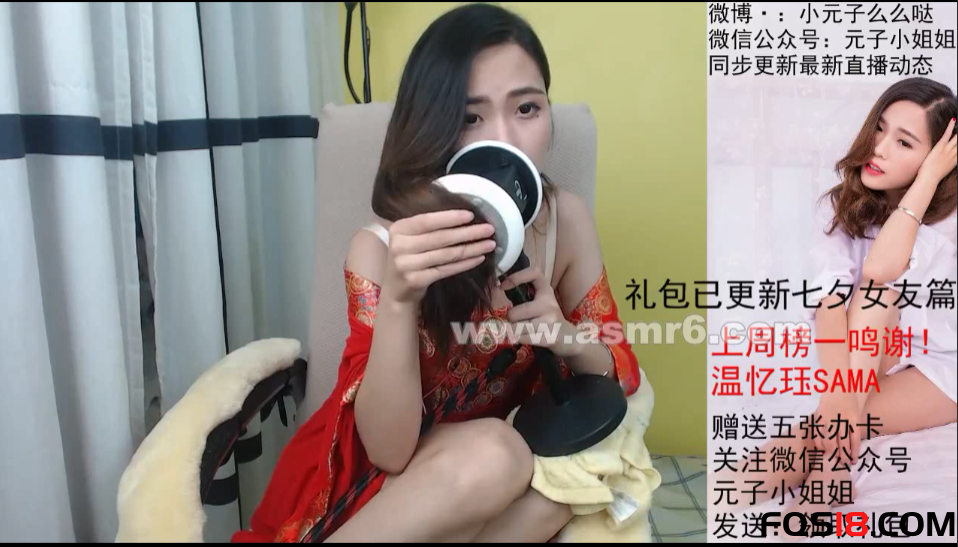 微博·：小元子么么哒
微信公众号：元子小姐姐
同步更新最新直播动态
礼包已更新七夕女友篇
www.asmr6.com
上周榜一鸣谢！
温忆珏SAMA
赠送五张办卡
关注微信公众号
元子小姐姐
发送：
FOSI8.COM